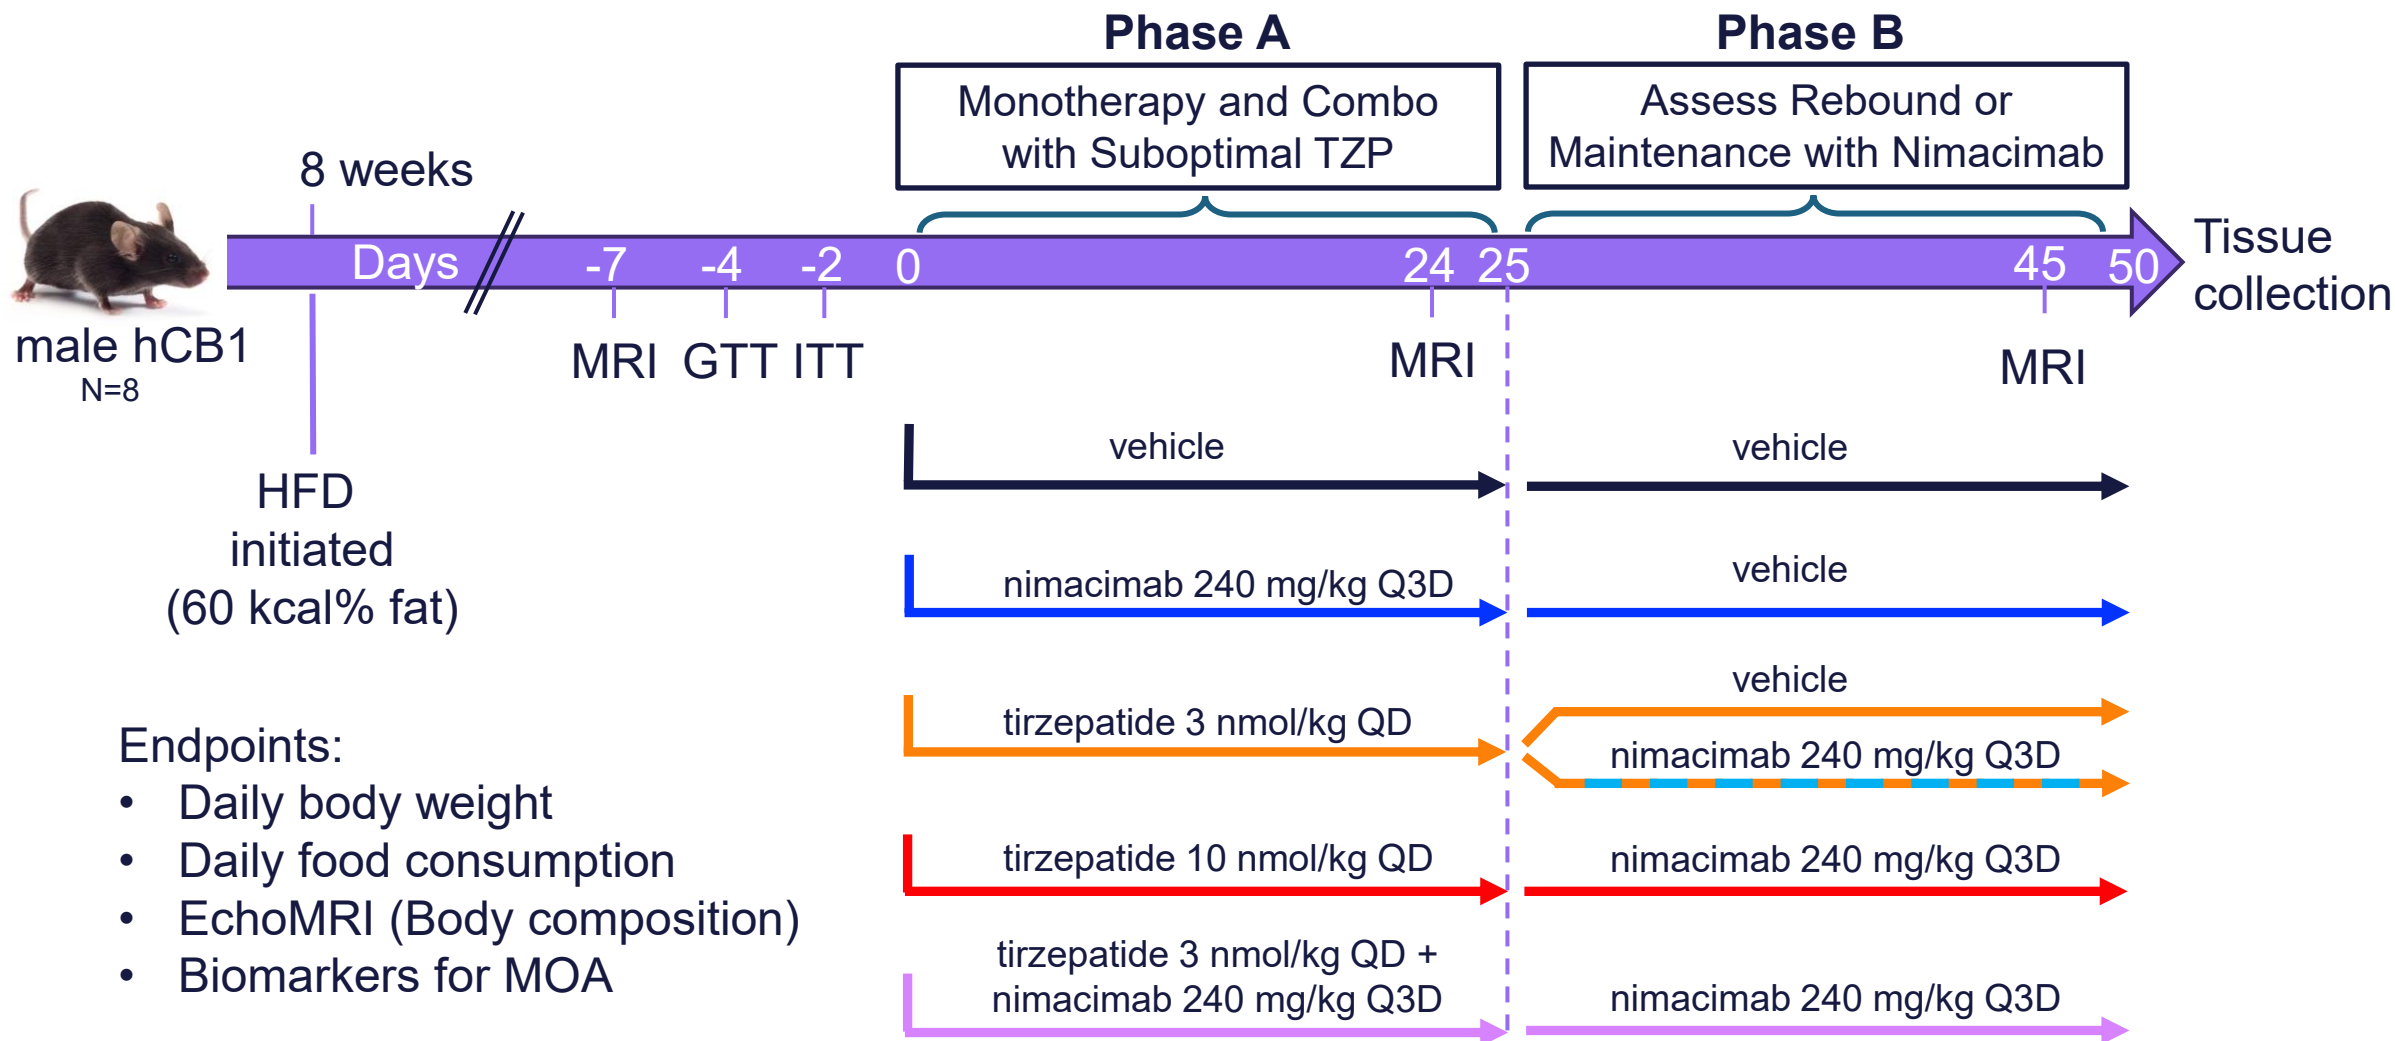 Phase A
Phase B
Monotherapy and Combo
with Suboptimal TZP
Assess Rebound or
Maintenance with Nimacimab
8 weeks
Days
-7
-4
-2
0
24
25
45
50
Tissue
collection
male hCB1
N=8
MRI
GTT
ITT
MRI
MRI
HFD
initiated
(60 kcal% fat)
vehicle
vehicle
nimacimab 240 mg/kg Q3D
vehicle
tirzepatide 3 nmol/kg QD
vehicle
nimacimab 240 mg/kg Q3D
tirzepatide 10 nmol/kg QD
nimacimab 240 mg/kg Q3D
tirzepatide 3 nmol/kg QD +
nimacimab 240 mg/kg Q3D
nimacimab 240 mg/kg Q3D
Endpoints:
• Daily body weight
• Daily food consumption
• EchoMRI (Body composition)
• Biomarkers for MOA